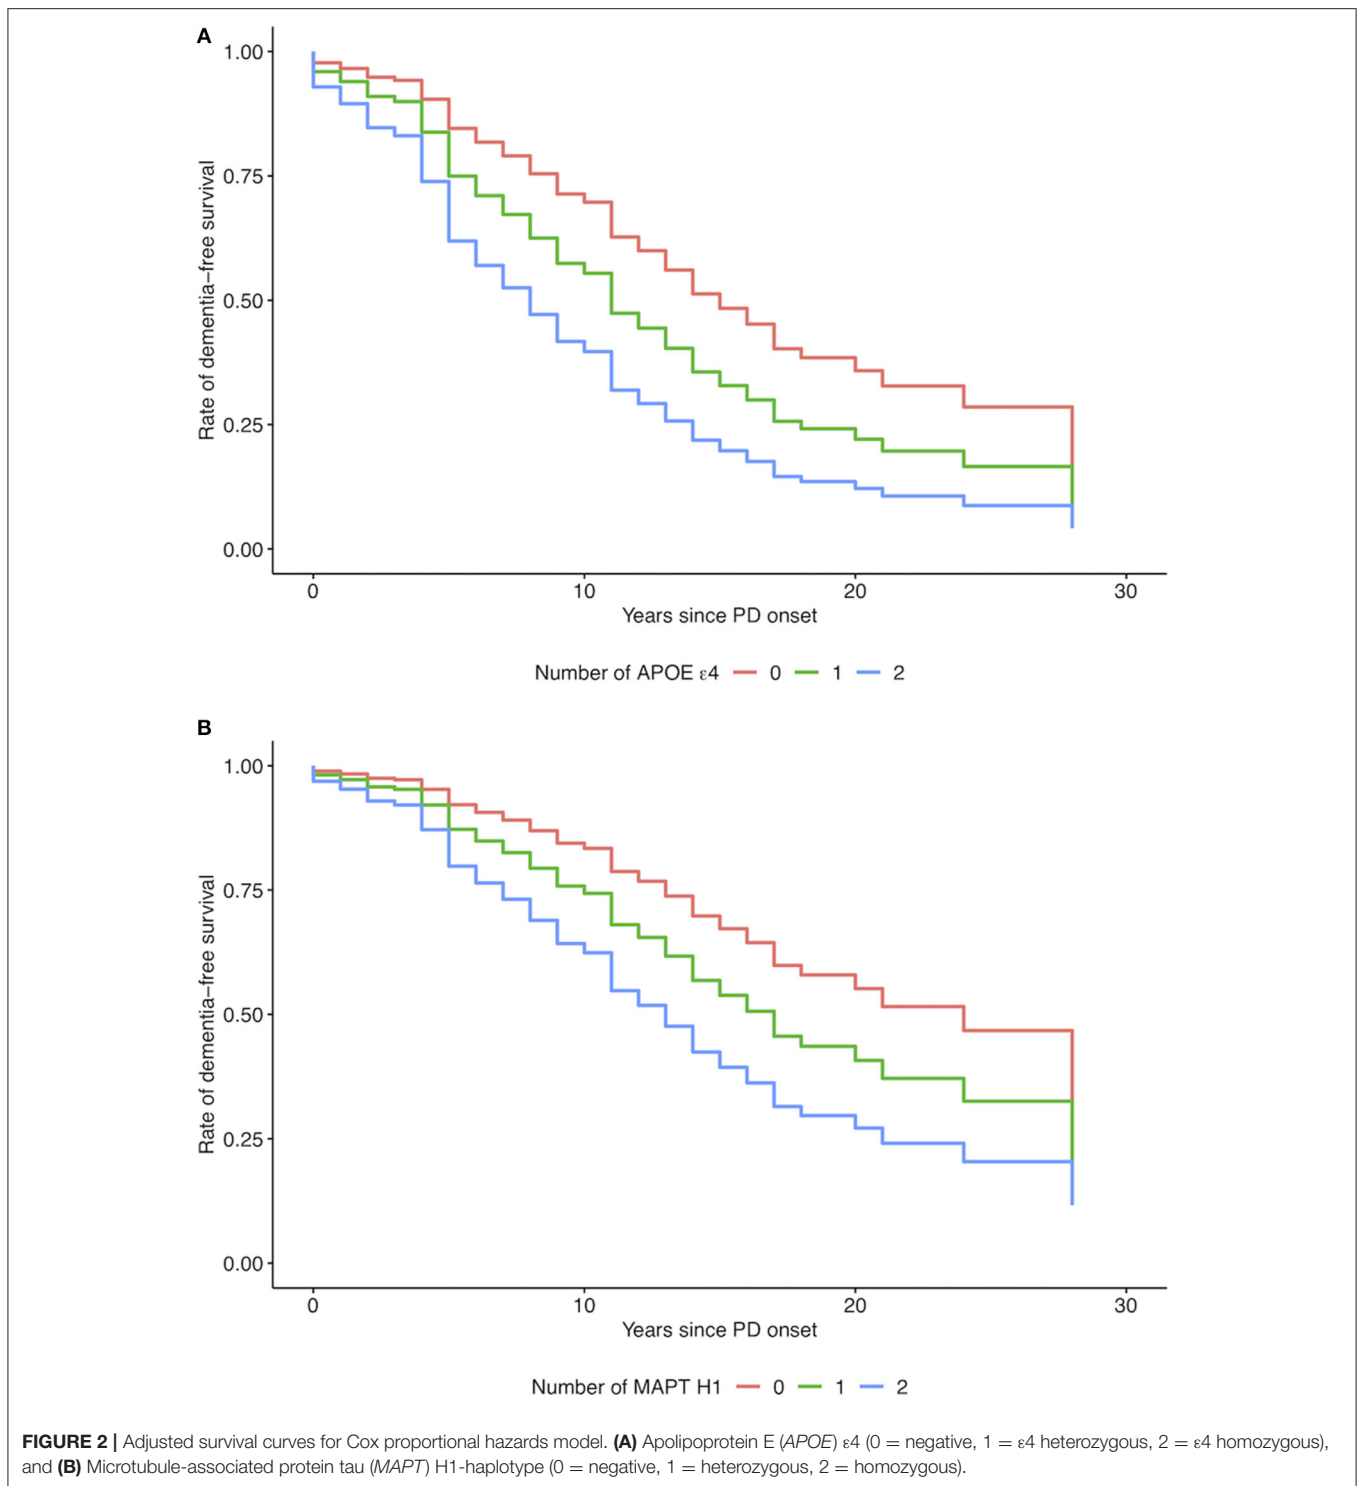 A
1.00
0.75
0.50
0.25
0.00
Rate of dementia–free survival
0 10 20 30
Years since PD onset
Number of APOE ε4 0 1 2
B
1.00
0.75
0.50
0.25
0.00
Rate of dementia–free survival
0 10 20 30
Years since PD onset
Number of MAPT H1 0 1 2
FIGURE 2 | Adjusted survival curves for Cox proportional hazards model. (A) Apolipoprotein E (APOE) ε4 (0 = negative, 1 = ε4 heterozygous, 2 = ε4 homozygous),
and (B) Microtubule-associated protein tau (MAPT) H1-haplotype (0 = negative, 1 = heterozygous, 2 = homozygous).